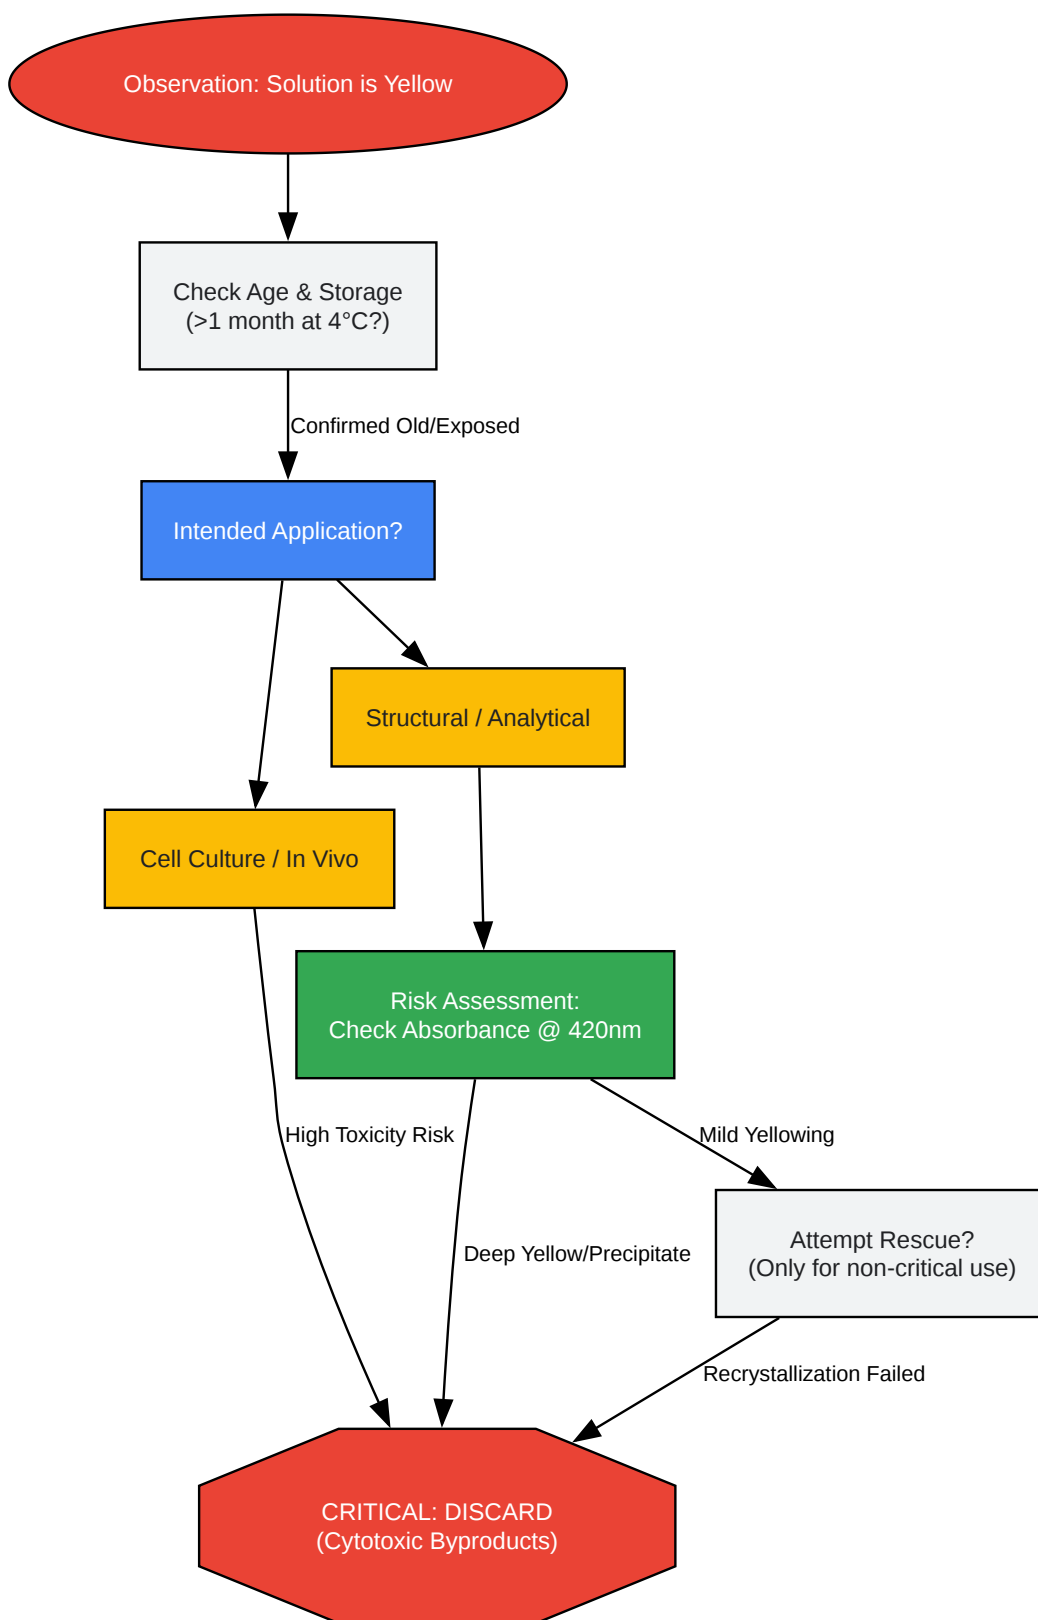 Observation: Solution is Yellow
Check Age & Storage
(>1 month at 4°C?)
Confirmed Old/Exposed
Intended Application?
Structural / Analytical
Cell Culture / In Vivo
Risk Assessment:
Check Absorbance @ 420nm
High Toxicity Risk
Mild Yellowing
Deep Yellow/Precipitate
Attempt Rescue?
(Only for non-critical use)
Recrystallization Failed
CRITICAL: DISCARD
(Cytotoxic Byproducts)